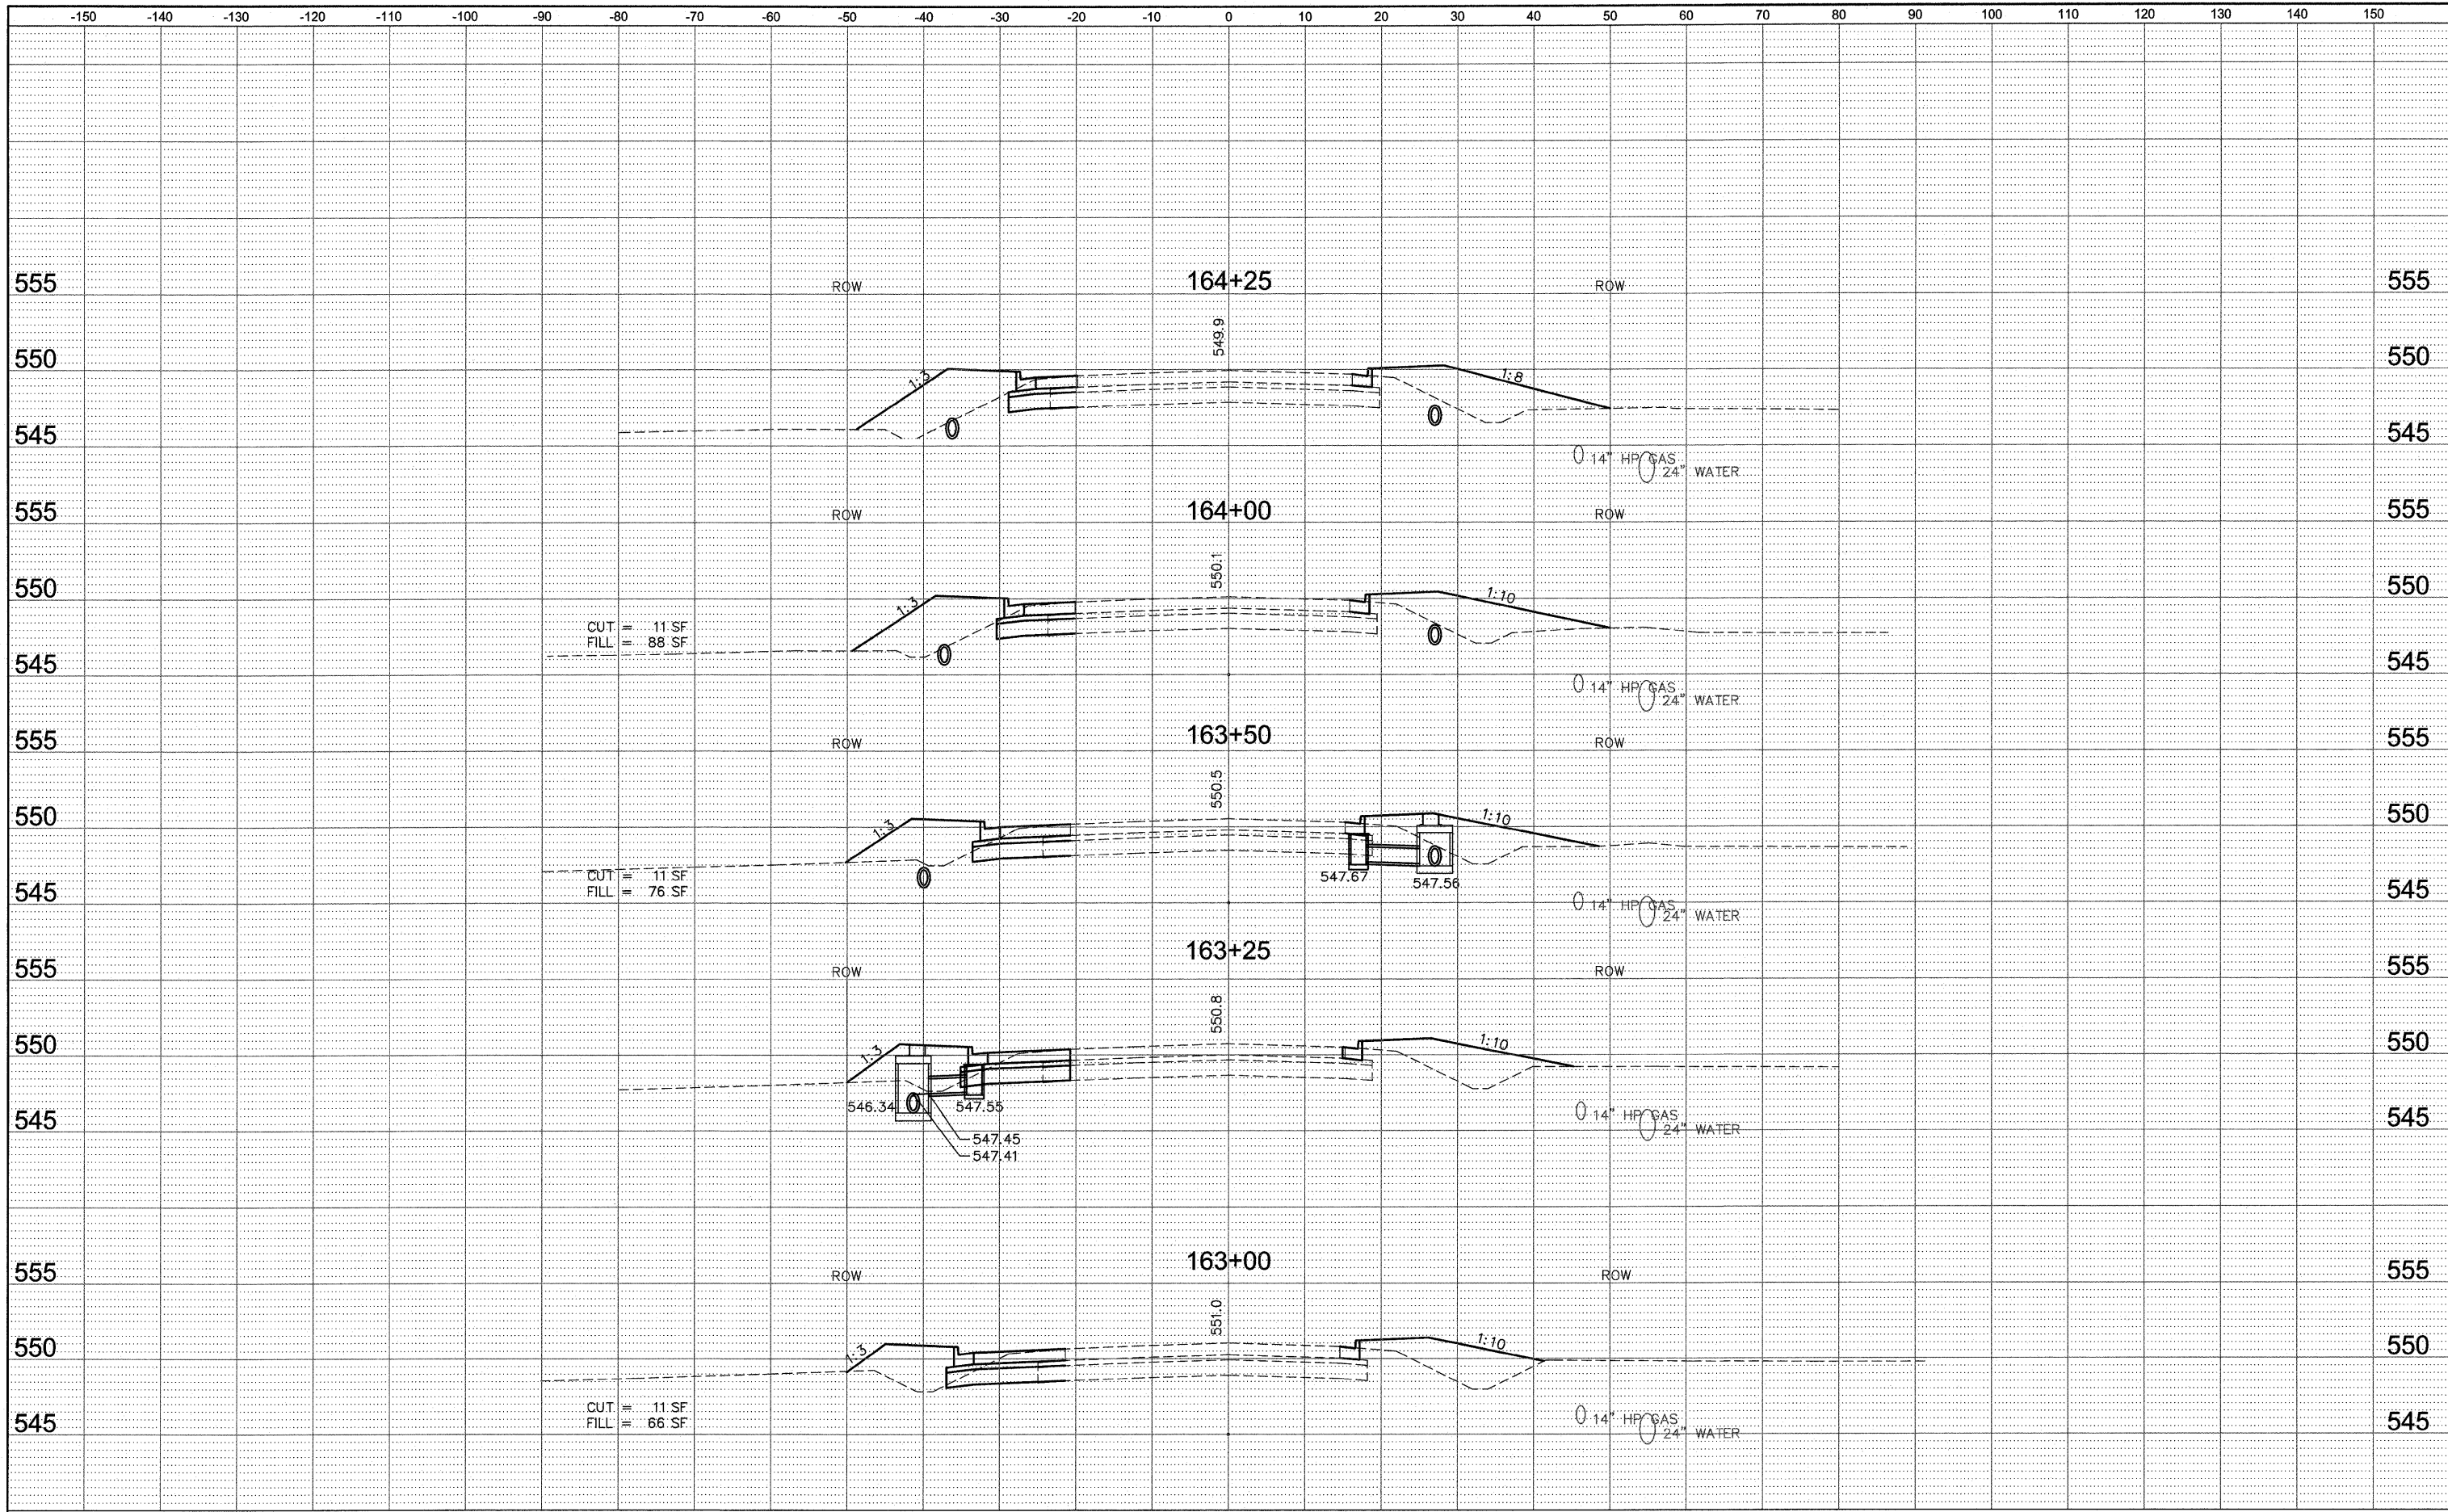 -150 -140 -130 -120 -110 -100 -90 -80 -70 -60 -50 -40 -30 -20 -10 0 10 20 30 40 50 60 70 80 90 100 110 120 130 140 150
164+25
555 ROW ROW 555
549.9
550 550
1:3 1:8
545 545
14" HP GAS
24" WATER
164+00
555 ROW ROW 555
550.1
550 550
1:3 1:10
CUT = 11 SF
FILL = 88 SF
545 545
14" HP GAS
24" WATER
163+50
555 ROW ROW 555
550.5
550 550
1:3 1:10
CUT = 11 SF
FILL = 76 SF
547.67 547.56
545 545
14" HP GAS
24" WATER
163+25
555 ROW ROW 555
550.8
550 550
1:3 1:10
546.34 547.55
14" HP GAS
545 24" WATER 545
547.45
547.41
163+00
555 ROW ROW 555
551.0
550 550
1:3 1:10
CUT = 11 SF
FILL = 66 SF
14" HP GAS
545 24" WATER 545